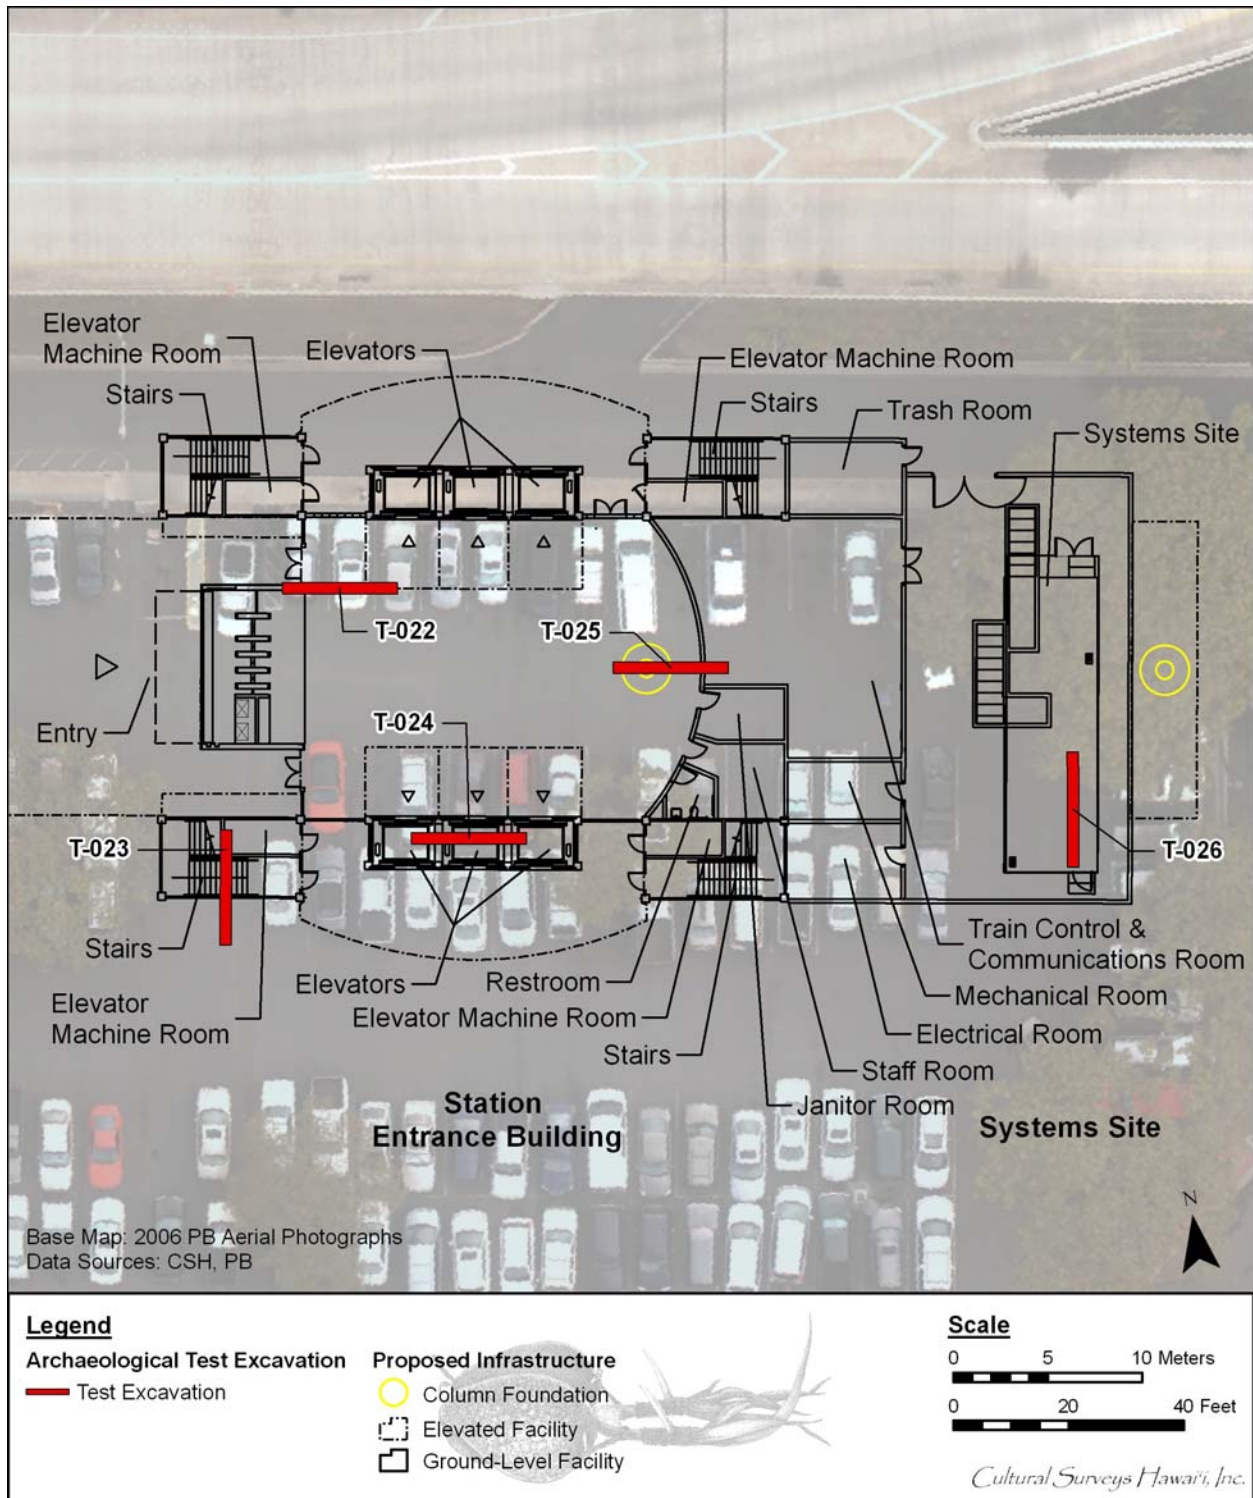 Elevator
Machine Room
Elevators
Elevator Machine Room
Stairs
Stairs
Trash Room
Systems Site
T-022
T-025
Entry
T-024
T-023
T-026
Stairs
Elevators
Restroom
Train Control &
Communications Room
Elevator
Machine Room
Elevator Machine Room
Mechanical Room
Stairs
Electrical Room
Staff Room
Janitor Room
Station
Entrance Building
Systems Site
N
Base Map: 2006 PB Aerial Photographs
Data Sources: CSH, PB
Legend
Archaeological Test Excavation
Test Excavation
Proposed Infrastructure
Column Foundation
Elevated Facility
Ground-Level Facility
Scale
0 5 10 Meters
0 20 40 Feet
Cultural Surveys Hawai‘i, Inc.